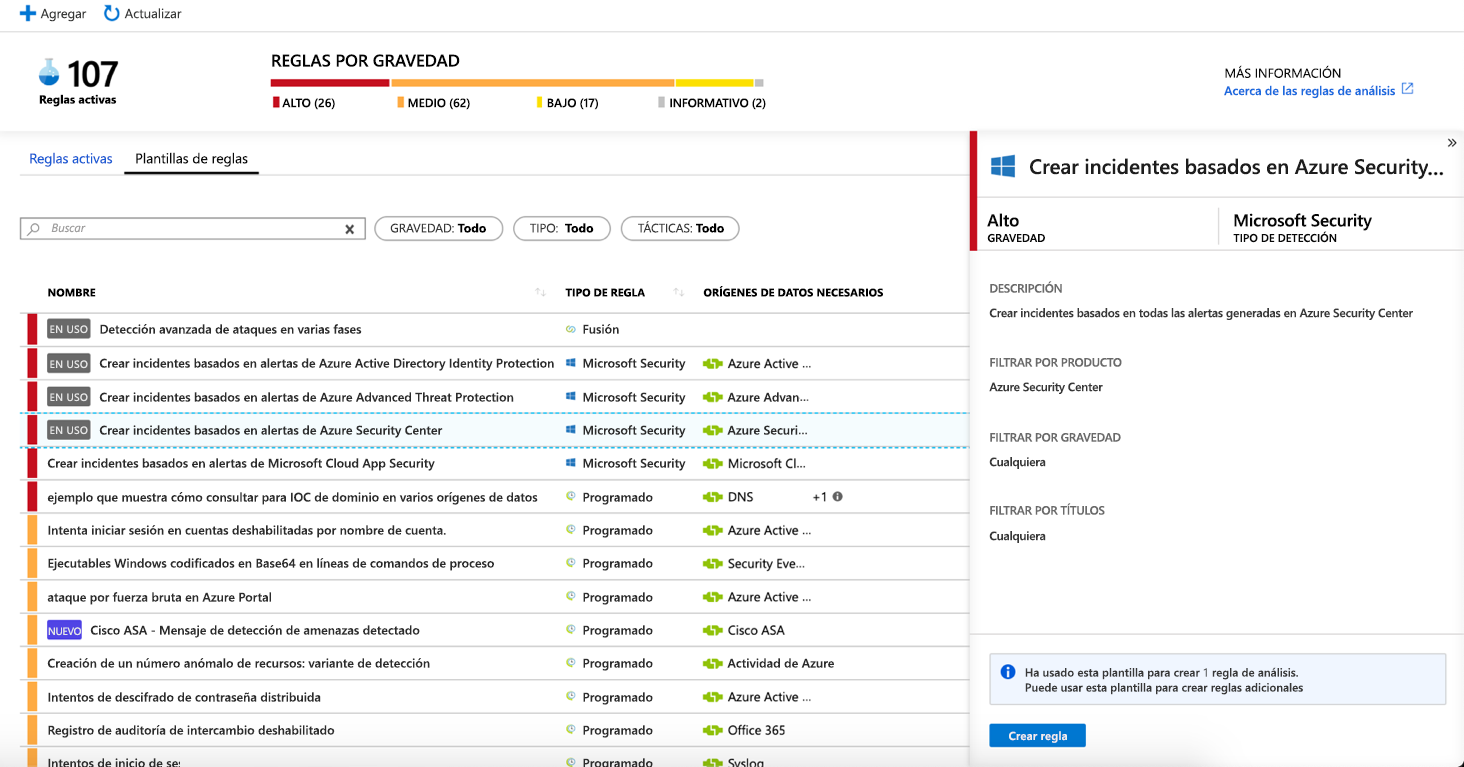 Agregar Actualizar
107
Reglas activas
REGLAS POR GRAVEDAD
ALTO (26) MEDIO (62) BAJO (17) INFORMATIVO (2)
MÁS INFORMACIÓN
Acerca de las reglas de análisis
Reglas activas Plantillas de reglas
Buscar GRAVEDAD: Todo TIPO: Todo TÁCTICAS: Todo
NOMBRE TIPO DE REGLA ORÍGENES DE DATOS NECESARIOS
EN USO Detección avanzada de ataques en varias fases Fusión
EN USO Crear incidentes basados en alertas de Azure Active Directory Identity Protection Microsoft Security Azure Active ...
EN USO Crear incidentes basados en alertas de Azure Advanced Threat Protection Microsoft Security Azure Advan...
EN USO Crear incidentes basados en alertas de Azure Security Center Microsoft Security Azure Securi...
Crear incidentes basados en alertas de Microsoft Cloud App Security Microsoft Security Microsoft Cl...
ejemplo que muestra cómo consultar para IOC de dominio en varios orígenes de datos Programado DNS +1
Intenta iniciar sesión en cuentas deshabilitadas por nombre de cuenta. Programado Azure Active ...
Ejecutables Windows codificados en Base64 en líneas de comandos de proceso Programado Security Eve...
ataque por fuerza bruta en Azure Portal Programado Azure Active ...
NUEVO Cisco ASA - Mensaje de detección de amenazas detectado Programado Cisco ASA
Creación de un número anómalo de recursos: variante de detección Programado Actividad de Azure
Intentos de descifrado de contraseña distribuida Programado Azure Active ...
Registro de auditoría de intercambio deshabilitado Programado Office 365
Intentos de inicio de Programado Syslog
Crear incidentes basados en Azure Security...
Alto
GRAVEDAD
Microsoft Security
TIPO DE DETECCIÓN
DESCRIPCIÓN
Crear incidentes basados en todas las alertas generadas en Azure Security Center
FILTRAR POR PRODUCTO
Azure Security Center
FILTRAR POR GRAVEDAD
Cualquiera
FILTRAR POR TÍTULOS
Cualquiera
Ha usado esta plantilla para crear 1 regla de análisis.
Puede usar esta plantilla para crear reglas adicionales
Crear regla